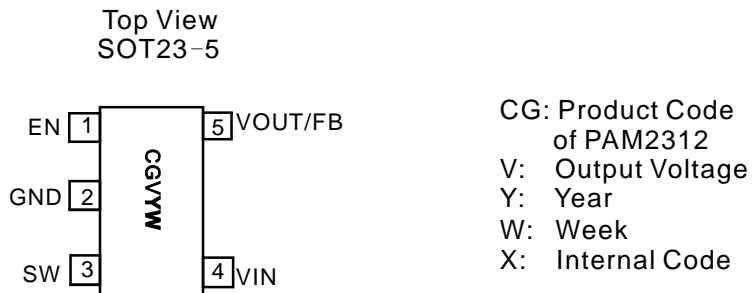 Top View
SOT23-5
EN 1
5 VOUT/FB
GND 2
SW 3
4 VIN
CGVYW
CG: Product Code
of PAM2312
V: Output Voltage
Y: Year
W: Week
X: Internal Code